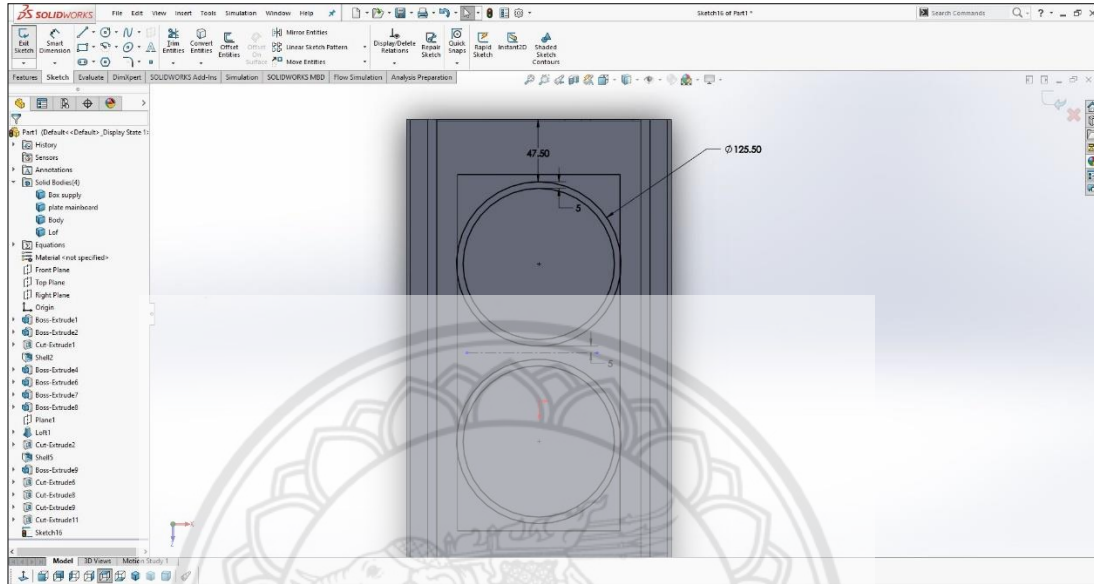 SOLIDWORKS File Edit View Insert Tools Simulation Window Help Sketch16 of Part1 * Search Commands
Exit Sketch
Smart Dimension
Trim Entities
Convert Entities
Offset Entities
Offset On Surface
Mirror Entities
Linear Sketch Pattern
Move Entities
Display/Delete Relations
Repair Sketch
Quick Snaps
Rapid Sketch
Instant2D
Shaded Sketch Contours
Features Sketch Evaluate DimXpert SOLIDWORKS Add-Ins Simulation SOLIDWORKS MBD Flow Simulation Analysis Preparation
Part1 (Default<<Default>_Display State 1>
History
Sensors
Annotations
Solid Bodies(4)
Box supply
plate mainboard
Body
Lof
Equations
Material <not specified>
Front Plane
Top Plane
Right Plane
Origin
Boss-Extrude1
Boss-Extrude2
Cut-Extrude1
Shell2
Boss-Extrude4
Boss-Extrude6
Boss-Extrude7
Boss-Extrude8
Plane1
Loft1
Cut-Extrude2
Shell5
Boss-Extrude9
Cut-Extrude6
Cut-Extrude8
Cut-Extrude9
Cut-Extrude11
Sketch16
47.50
Ø125.50
5
5
Model 3D Views Motion Study 1